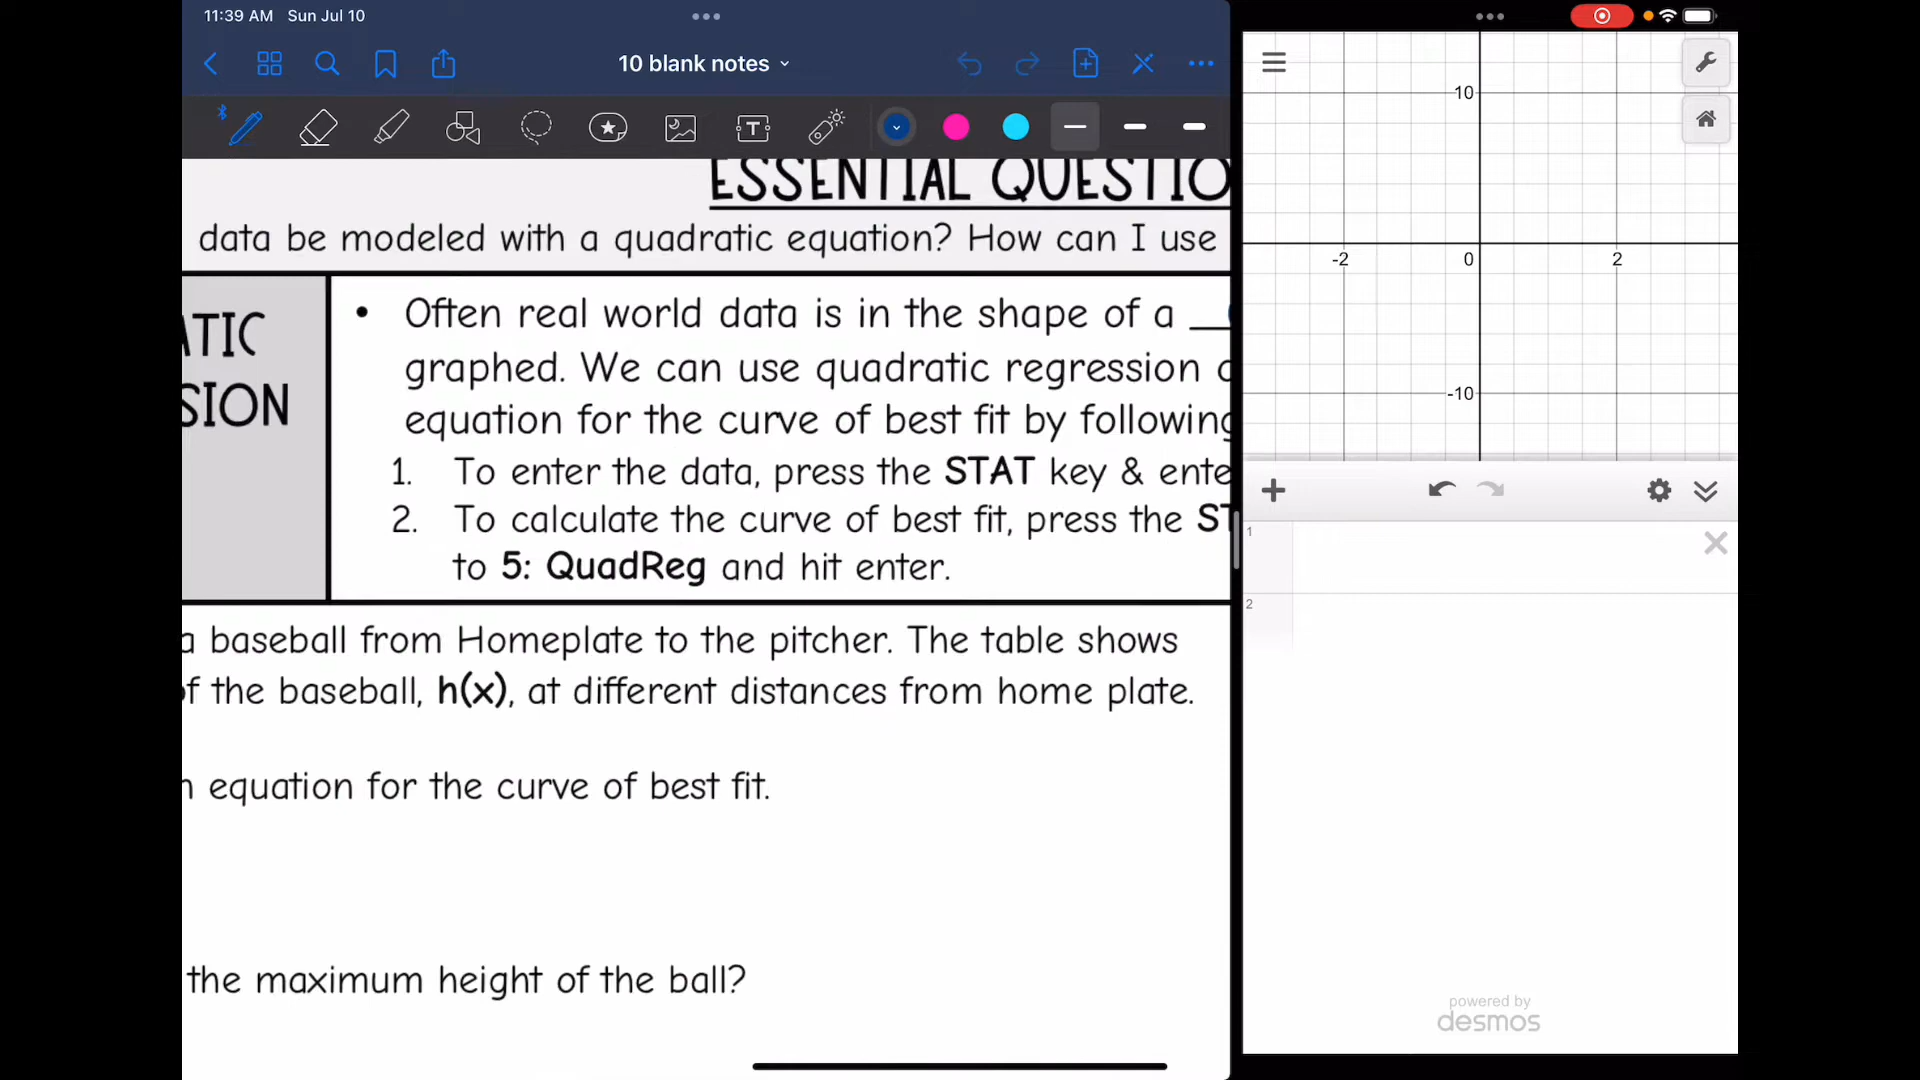 11:39 AM Sun Jul 10
10 blank notes
T
ESSENTIAL QUESTIO
data be modeled with a quadratic equation? How can I use
ATIC
SION
• Often real world data is in the shape of a __
graphed. We can use quadratic regression
equation for the curve of best fit by following
1. To enter the data, press the STAT key & ente
2. To calculate the curve of best fit, press the ST
to 5: QuadReg and hit enter.
a baseball from Homeplate to the pitcher. The table shows
of the baseball, h(x), at different distances from home plate.
n equation for the curve of best fit.
the maximum height of the ball?
10
-2 0 2
-10
1
2
powered by
desmos